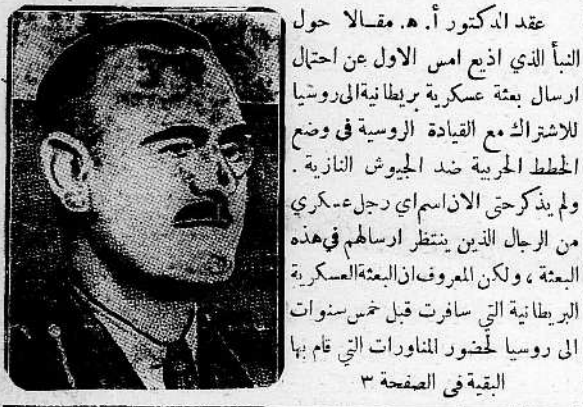 عقد الدكتور أ. ه. مقالا حول
النبأ الذي اذيع امس الاول عن احتمال
ارسال بعثة عسكرية بريطانية الى روسيا
للاشتراك مع القيادة الروسية في وضع
الخطط الحربية ضد الجيوش النازية .
ولم يذكر حتى الان اسم اي رجل عسكري
من الرجال الذين ينتظر ارسالهم في هذه
البعثة ، ولكن المعروف ان البعثة العسكرية
البريطانية التي سافرت قبل خمس سنوات
الى روسيا لحضور المناورات التي قام بها
البقية في الصفحة ٣